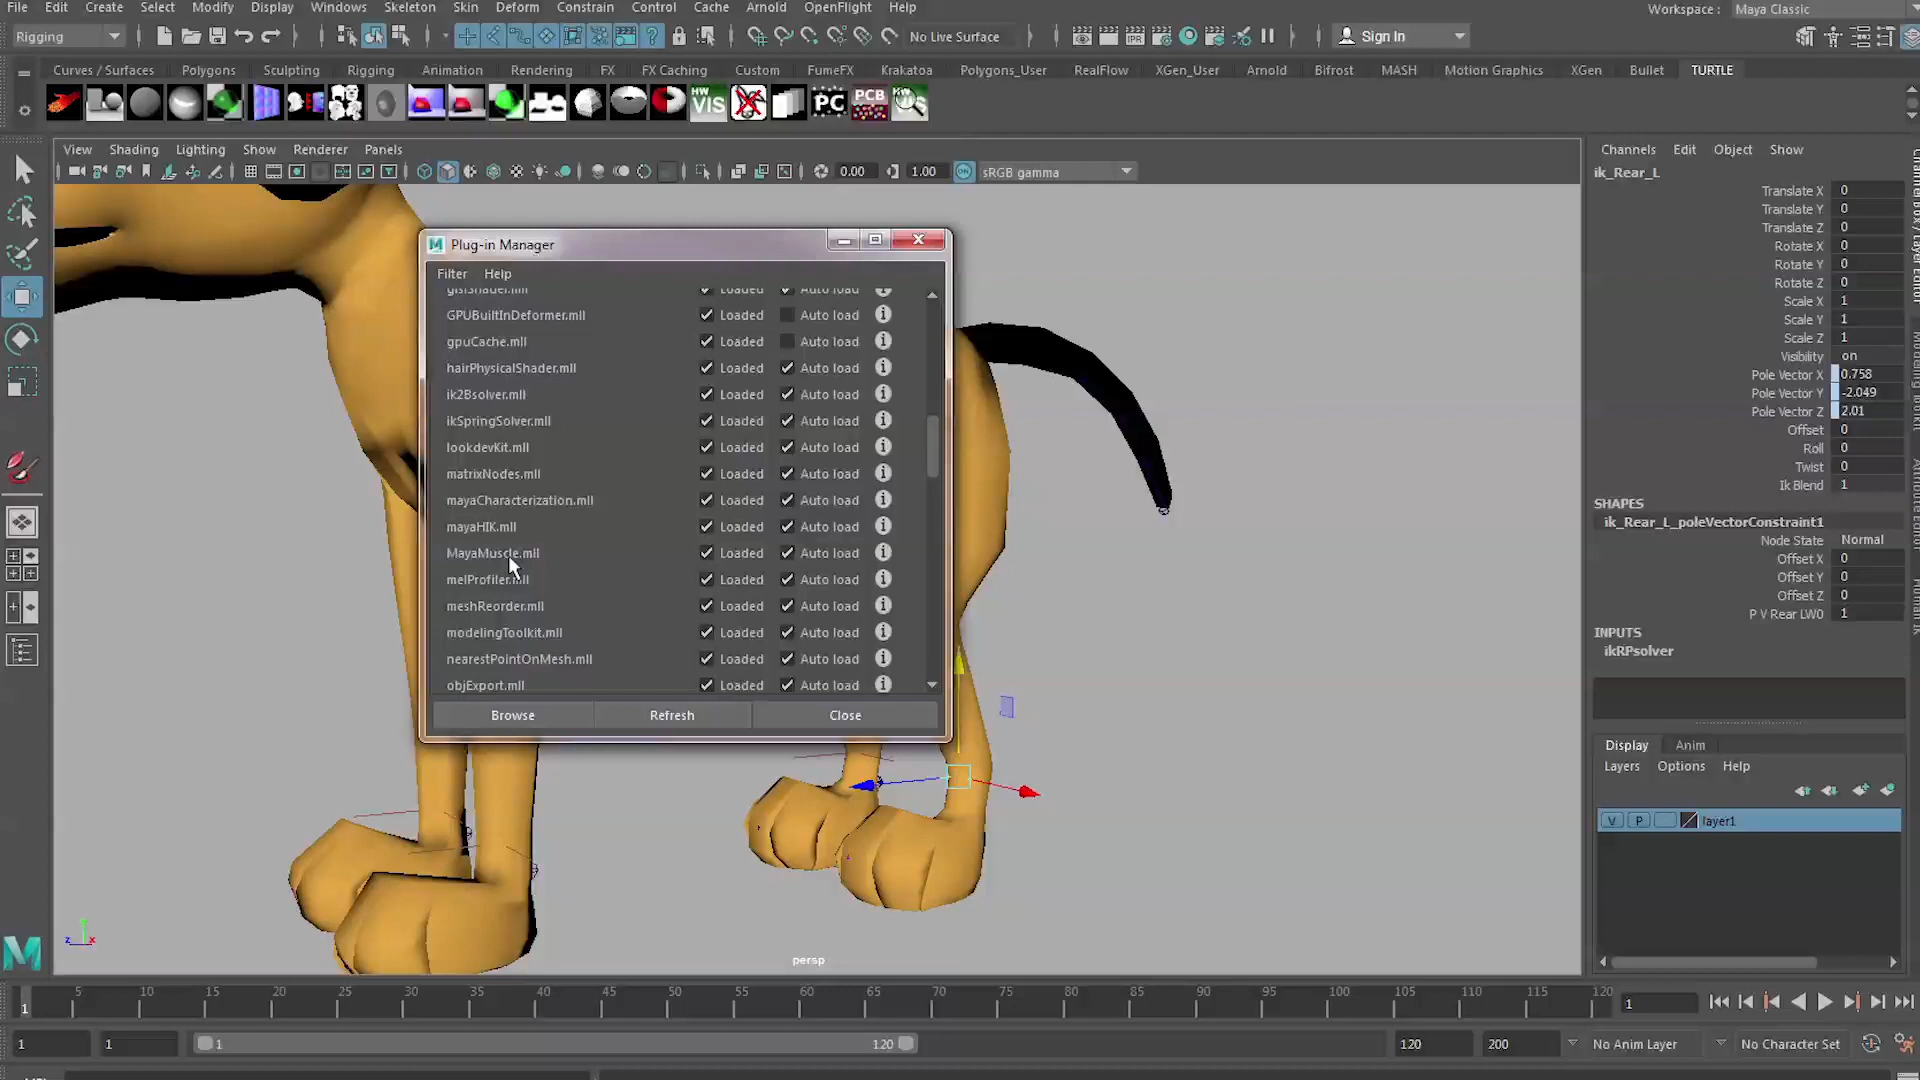 File Edit Create Select Modify Display Windows Skeleton Skin Deform Constrain Control Cache Arnold OpenFlight Help
Workspace : Maya Classic
Rigging
No Live Surface
Sign In
Curves / Surfaces Polygons Sculpting Rigging Animation Rendering FX FX Caching Custom FumeFX Krakatoa Polygons_User RealFlow XGen_User Arnold Bifrost MASH Motion Graphics XGen Bullet TURTLE
HW VIS PC PCB
View Shading Lighting Show Renderer Panels
0.00 1.00 ON sRGB gamma
Plug-in Manager
Filter Help
glslShader.mll Loaded Auto load
GPUBuiltInDeformer.mll Loaded Auto load
gpuCache.mll Loaded Auto load
hairPhysicalShader.mll Loaded Auto load
ik2Bsolver.mll Loaded Auto load
ikSpringSolver.mll Loaded Auto load
lookdevKit.mll Loaded Auto load
matrixNodes.mll Loaded Auto load
mayaCharacterization.mll Loaded Auto load
mayaHIK.mll Loaded Auto load
MayaMuscle.mll Loaded Auto load
melProfiler.mll Loaded Auto load
meshReorder.mll Loaded Auto load
modelingToolkit.mll Loaded Auto load
nearestPointOnMesh.mll Loaded Auto load
objExport.mll Loaded Auto load
Browse Refresh Close
persp
Channels Edit Object Show
ik_Rear_L
Translate X 0
Translate Y 0
Translate Z 0
Rotate X 0
Rotate Y 0
Rotate Z 0
Scale X 1
Scale Y 1
Scale Z 1
Visibility on
Pole Vector X 0.758
Pole Vector Y -2.049
Pole Vector Z 2.01
Offset 0
Roll 0
Twist 0
Ik Blend 1
SHAPES
ik_Rear_L_poleVectorConstraint1
Node State Normal
Offset X 0
Offset Y 0
Offset Z 0
P V Rear LW0 1
INPUTS
ikRPsolver
Display Anim
Layers Options Help
V P layer1
5 10 15 20 25 30 35 40 45 50 55 60 65 70 75 80 85 90 95 100 105 110 115 120
1 1
1 1 1 120 120 200 No Anim Layer No Character Set